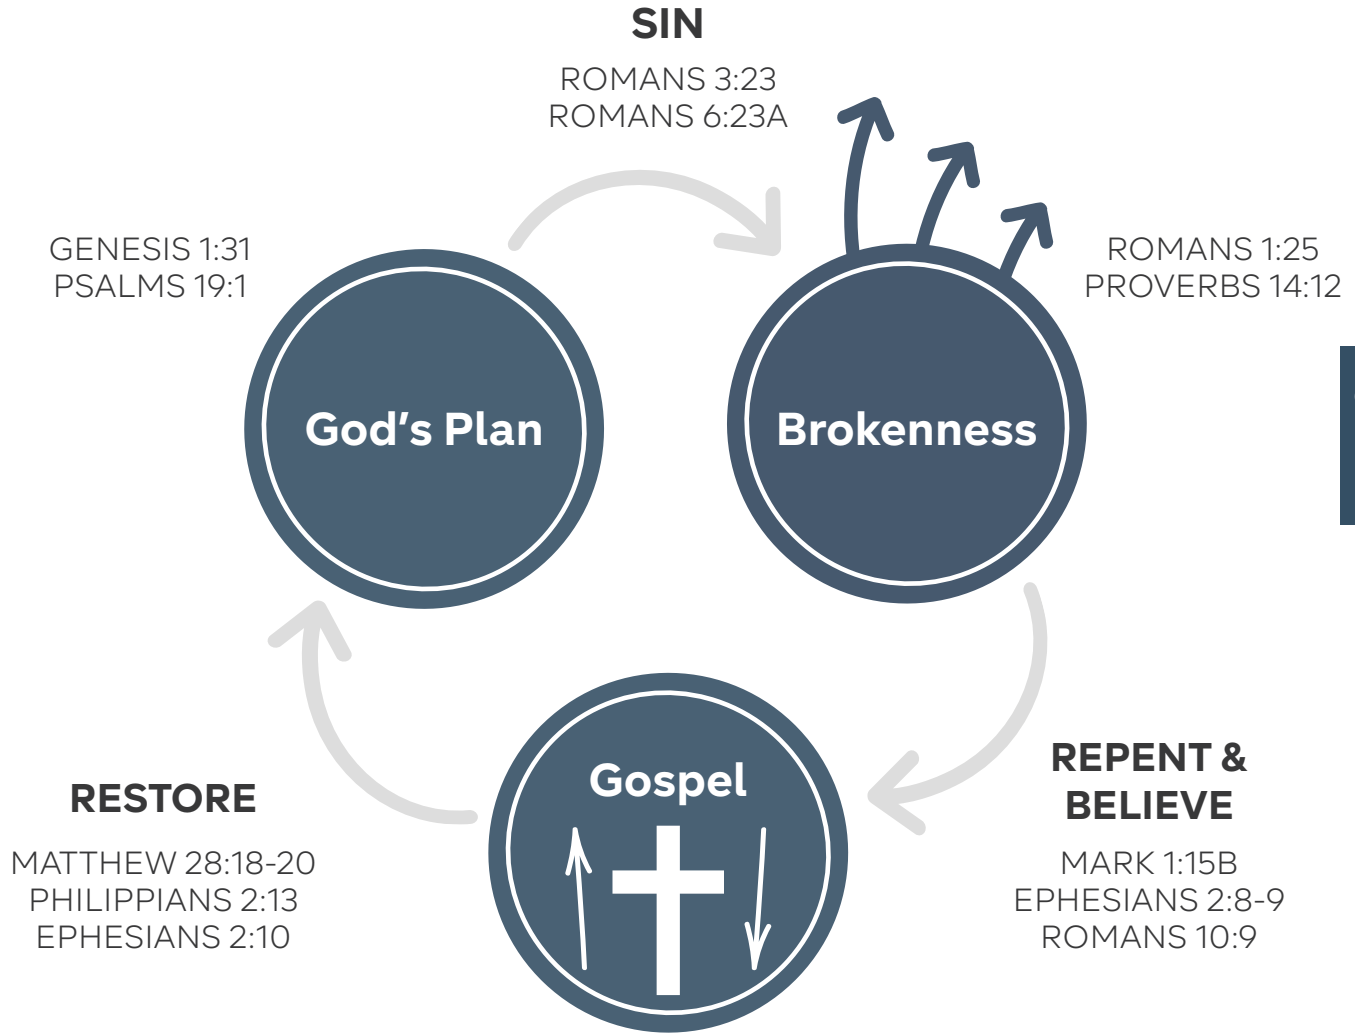 SIN
ROMANS 3:23
ROMANS 6:23A
GENESIS 1:31
PSALMS 19:1
ROMANS 1:25
PROVERBS 14:12
God's Plan
Brokenness
Gospel
RESTORE
MATTHEW 28:18-20
PHILIPPIANS 2:13
EPHESIANS 2:10
REPENT &
BELIEVE
MARK 1:15B
EPHESIANS 2:8-9
ROMANS 10:9